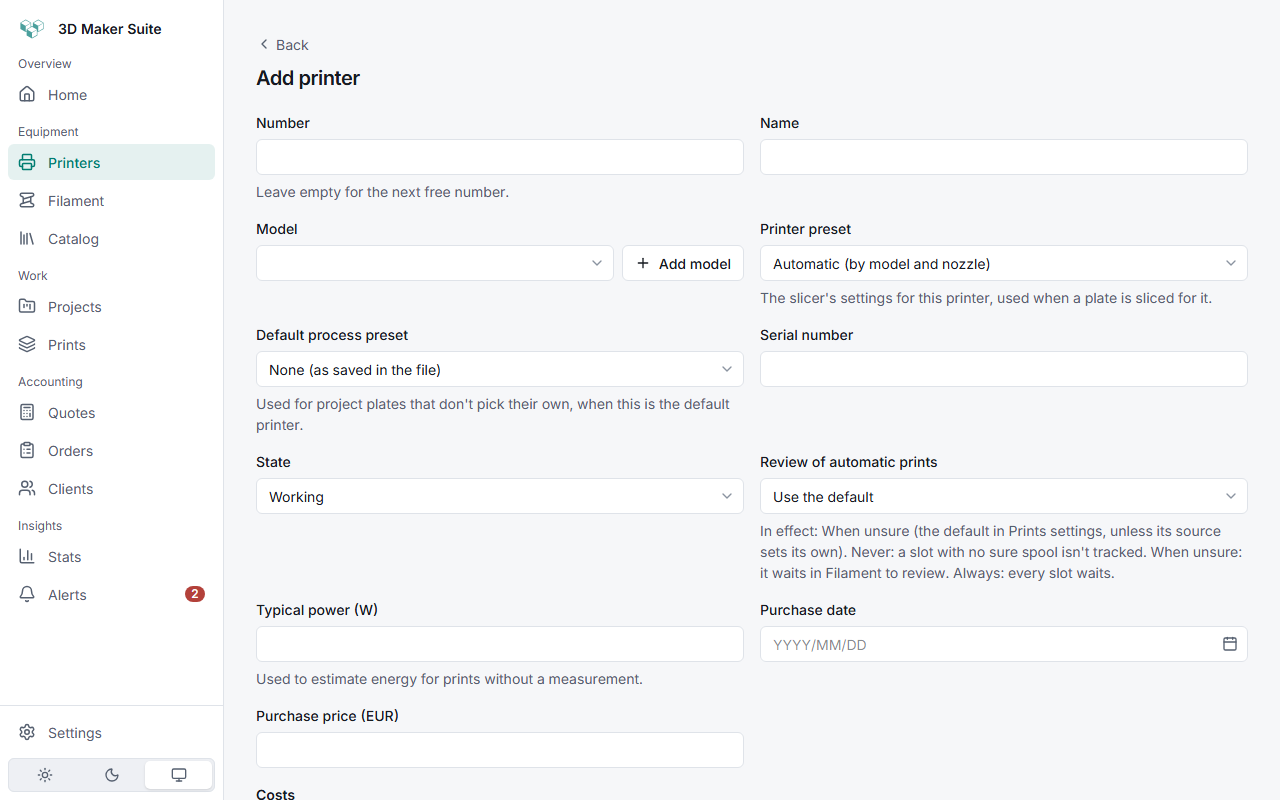 3D Maker Suite
Overview
Home
Equipment
Printers
Filament
Catalog
Work
Projects
Prints
Accounting
Quotes
Orders
Clients
Insights
Stats
Alerts
2
Settings
Back
Add printer
Number
Leave empty for the next free number.
Name
Model
Add model
Printer preset
Automatic (by model and nozzle)
The slicer's settings for this printer, used when a plate is sliced for it.
Default process preset
None (as saved in the file)
Used for project plates that don't pick their own, when this is the default
printer.
Serial number
State
Working
Review of automatic prints
Use the default
In effect: When unsure (the default in Prints settings, unless its source
sets its own). Never: a slot with no sure spool isn't tracked. When unsure:
it waits in Filament to review. Always: every slot waits.
Typical power (W)
Used to estimate energy for prints without a measurement.
Purchase date
YYYY/MM/DD
Purchase price (EUR)
Costs